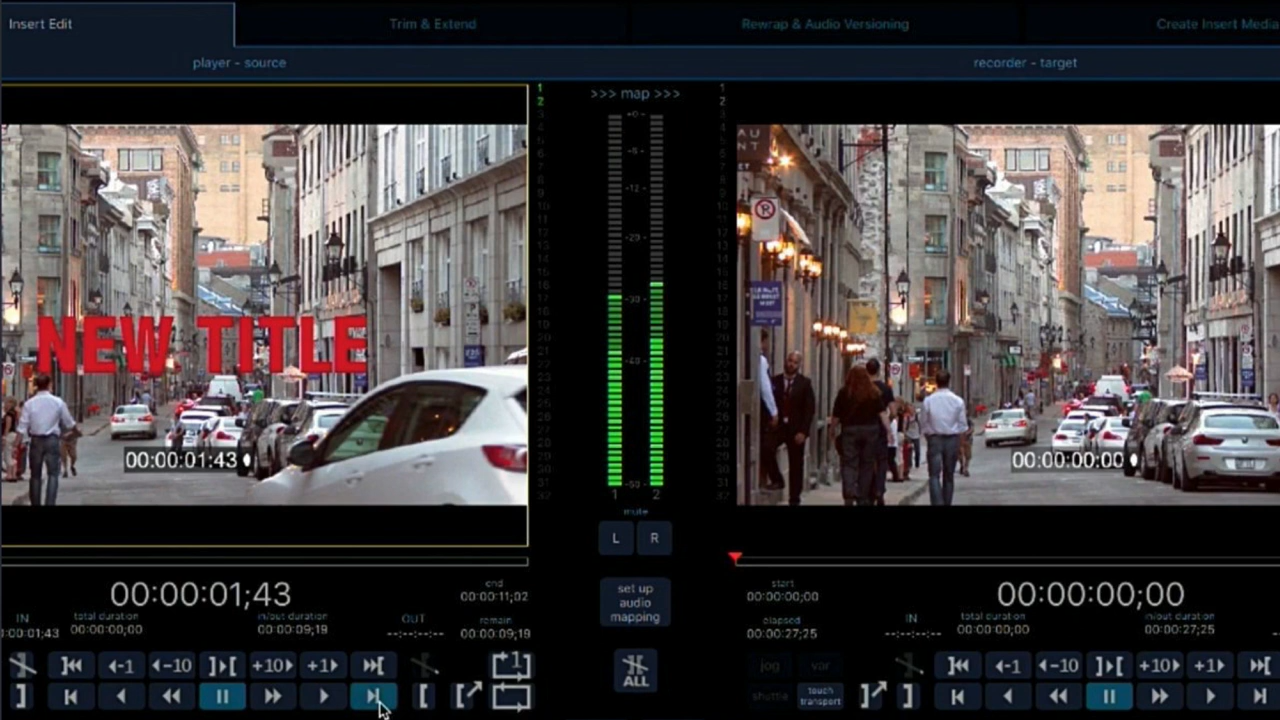 Insert Edit
Trim & Extend
Rewrap & Audio Versioning
Create Insert Media
player - source
recorder - target
>>> map >>>
NEW TITLE
00:00:01:43
00:00:00:00
1 2
mute
L R
set up
audio
mapping
ALL
00:00:01;43
end
00:00:11;02
IN
:00:01;43
total duration
00:00:00;00
in/out duration
00:00:09;19
OUT
--:--:--;--
remain
00:00:09;19
start
00:00:00;00
elapsed
00:00:27;25
00:00:00;00
IN
--:--:--;--
total duration
00:00:00;00
in/out duration
00:00:27;25
-1
-10
+10
+1
1
jog
var
shuttle
touch
transport
-1
-10
+10
+1